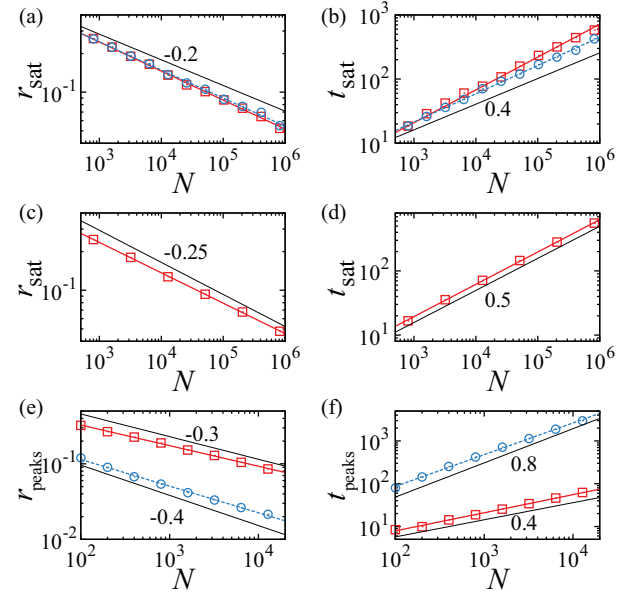 (a)
r_sat
10^-1
-0.2
10^3 10^4 10^5 10^6
N
(b)
t_sat
10^3
10^2
10^1
0.4
10^3 10^4 10^5 10^6
N
(c)
r_sat
10^-1
-0.25
10^3 10^4 10^5 10^6
N
(d)
t_sat
10^2
10^1
0.5
10^3 10^4 10^5 10^6
N
(e)
r_peaks
10^-1
10^-2
-0.3
-0.4
10^2 10^3 10^4
N
(f)
t_peaks
10^3
10^2
10^1
0.8
0.4
10^2 10^3 10^4
N